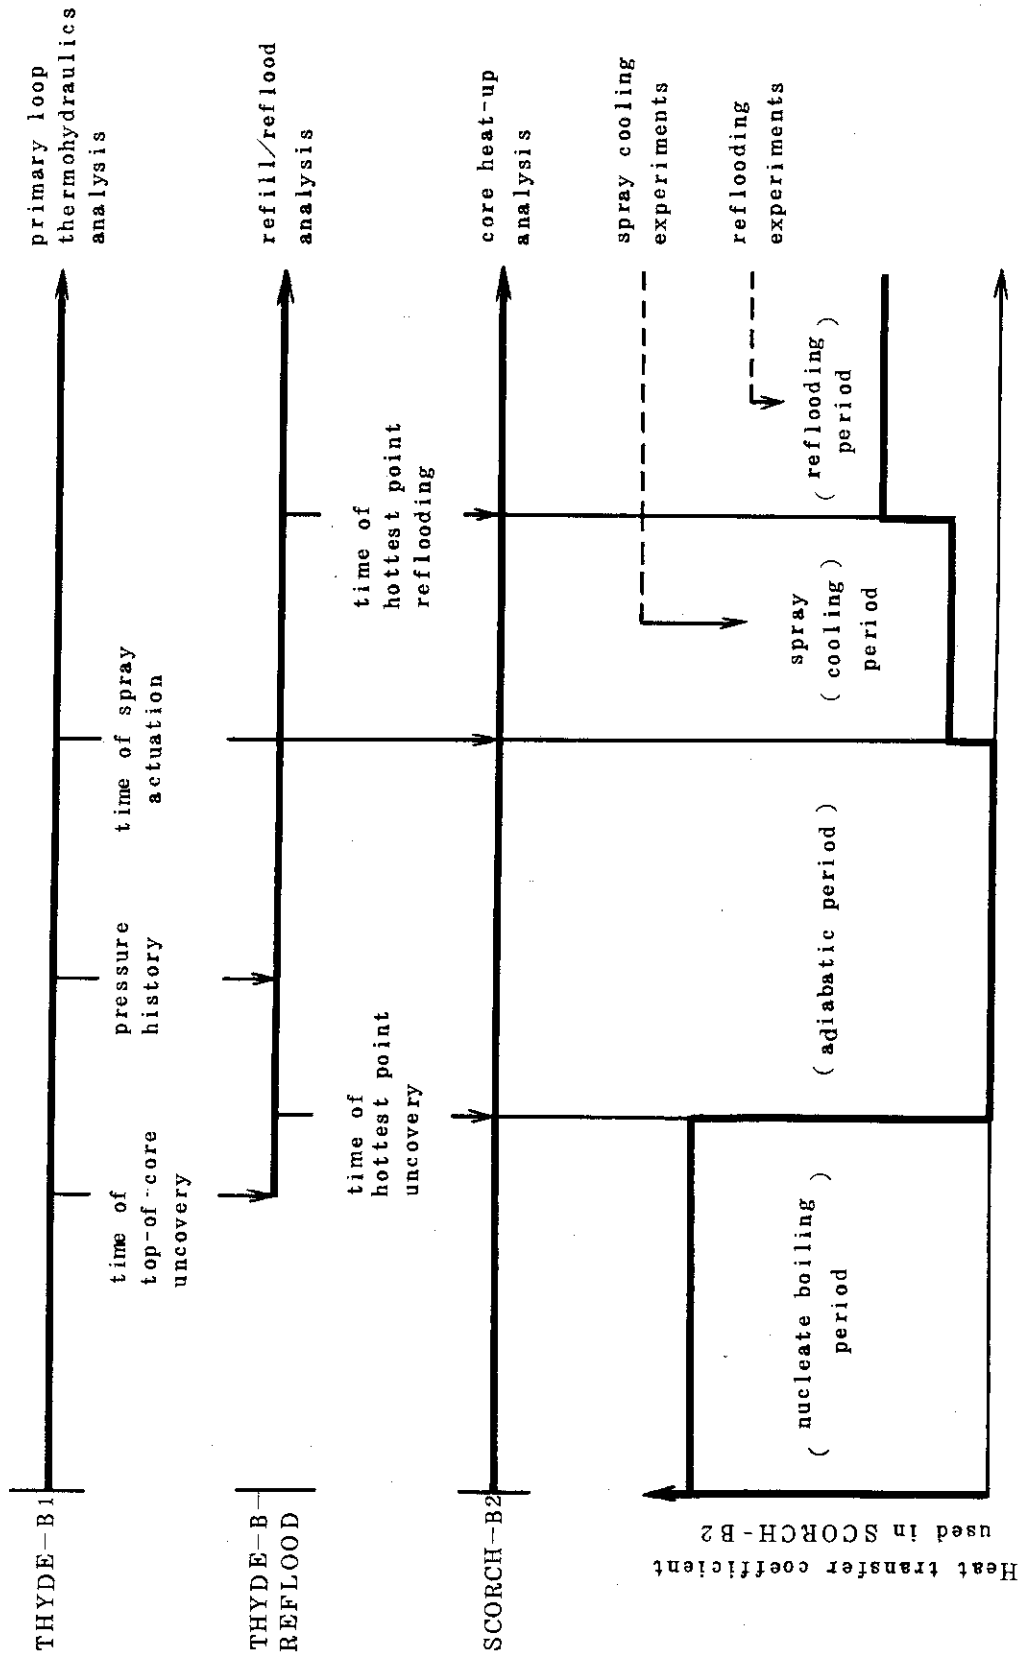 THYDE-B1
primary loop
thermohydraulics
analysis
time of
top-of-core
uncovery
pressure
history
time of spray
actuation
THYDE-B-
REFLOOD
refill/reflood
analysis
time of
hottest point
uncovery
time of
hottest point
reflooding
SCORCH-B2
core heat-up
analysis
spray cooling
experiments
reflooding
experiments
Heat transfer coefficient
used in SCORCH-B2
( nucleate boiling )
period
( adiabatic period )
spray
( cooling )
period
( reflooding )
period